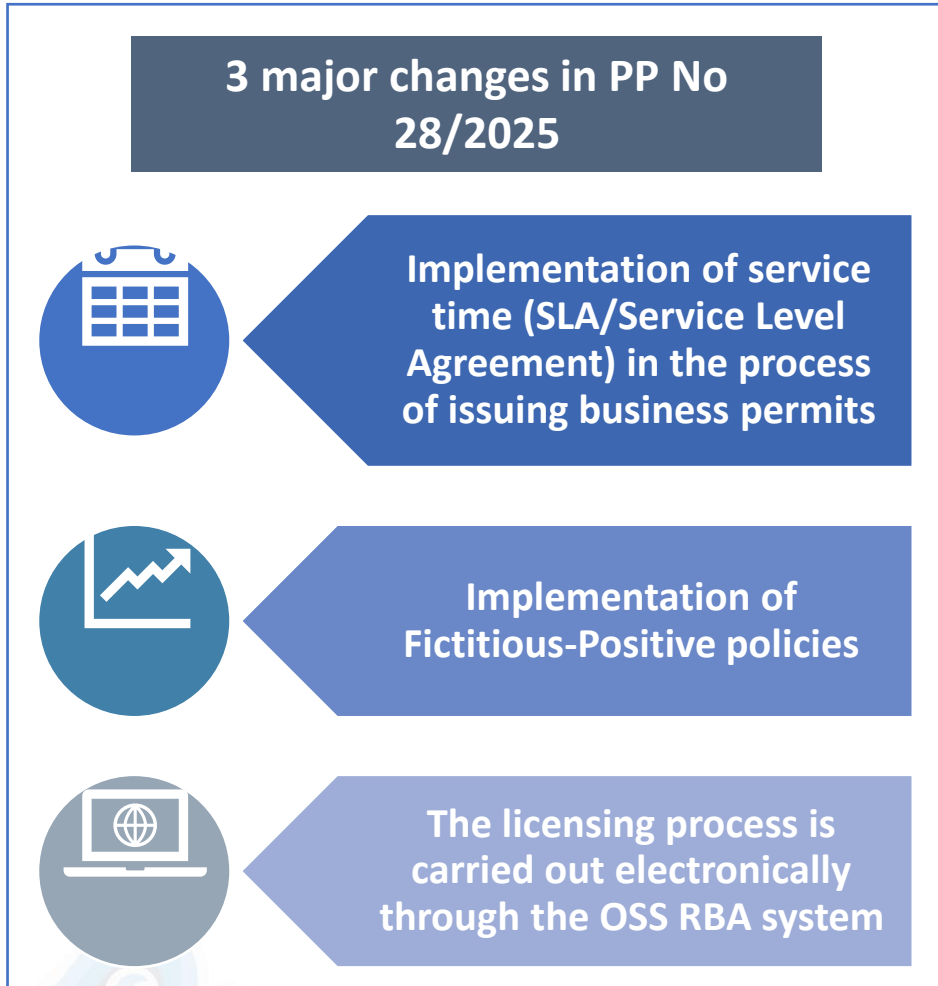 3 major changes in PP No
28/2025
Implementation of service
time (SLA/Service Level
Agreement) in the process
of issuing business permits
Implementation of
Fictitious-Positive policies
The licensing process is
carried out electronically
through the OSS RBA system